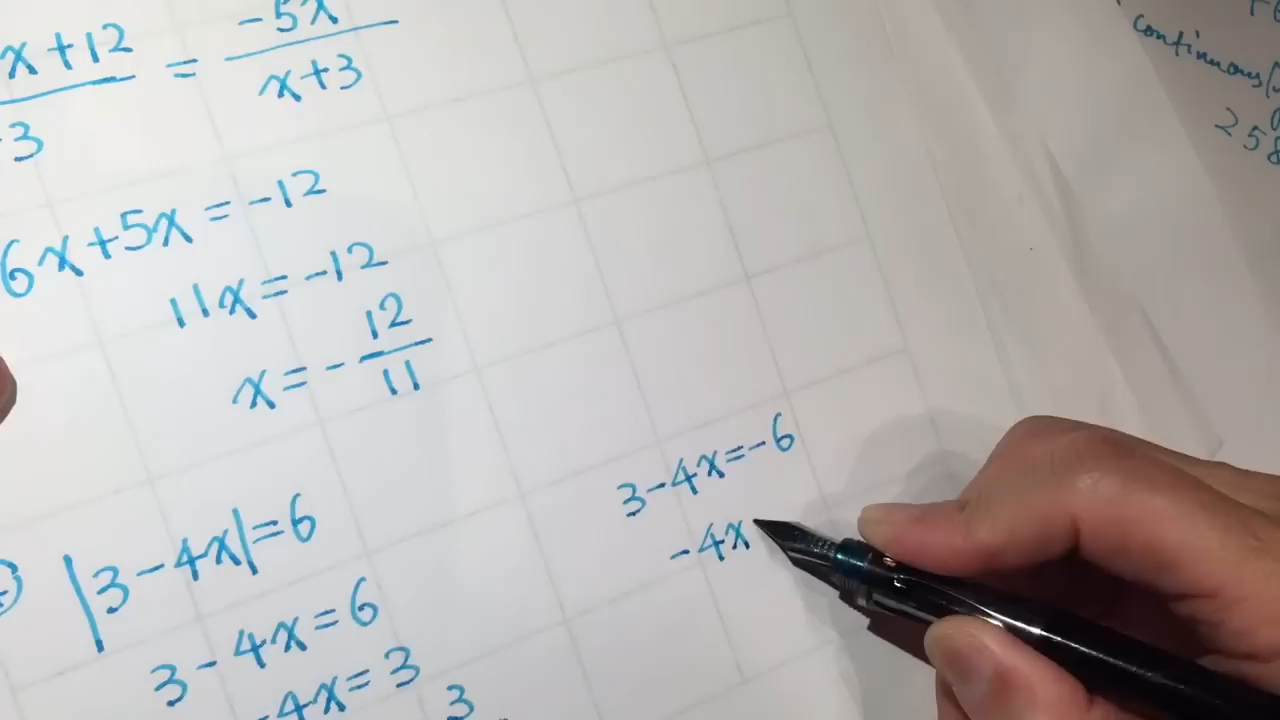 x+12 = -5x
3 x+3
6x+5x=-12
11x=-12
x=-12/11
|3-4x|=6
3-4x=6
-4x=3
3
3-4x=-6
-4x
continuous
258